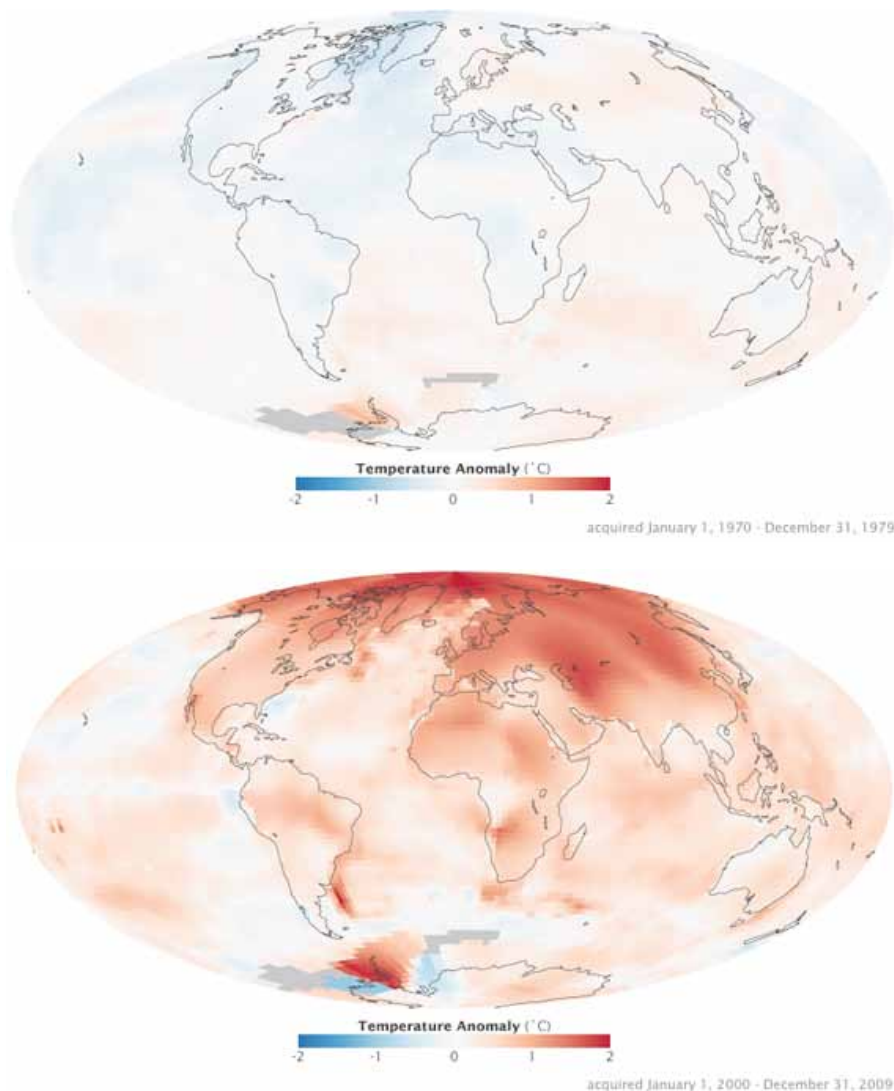 Temperature Anomaly (˚C)
-2 -1 0 1 2
acquired January 1, 1970 - December 31, 1979
Temperature Anomaly (˚C)
-2 -1 0 1 2
acquired January 1, 2000 - December 31, 2009